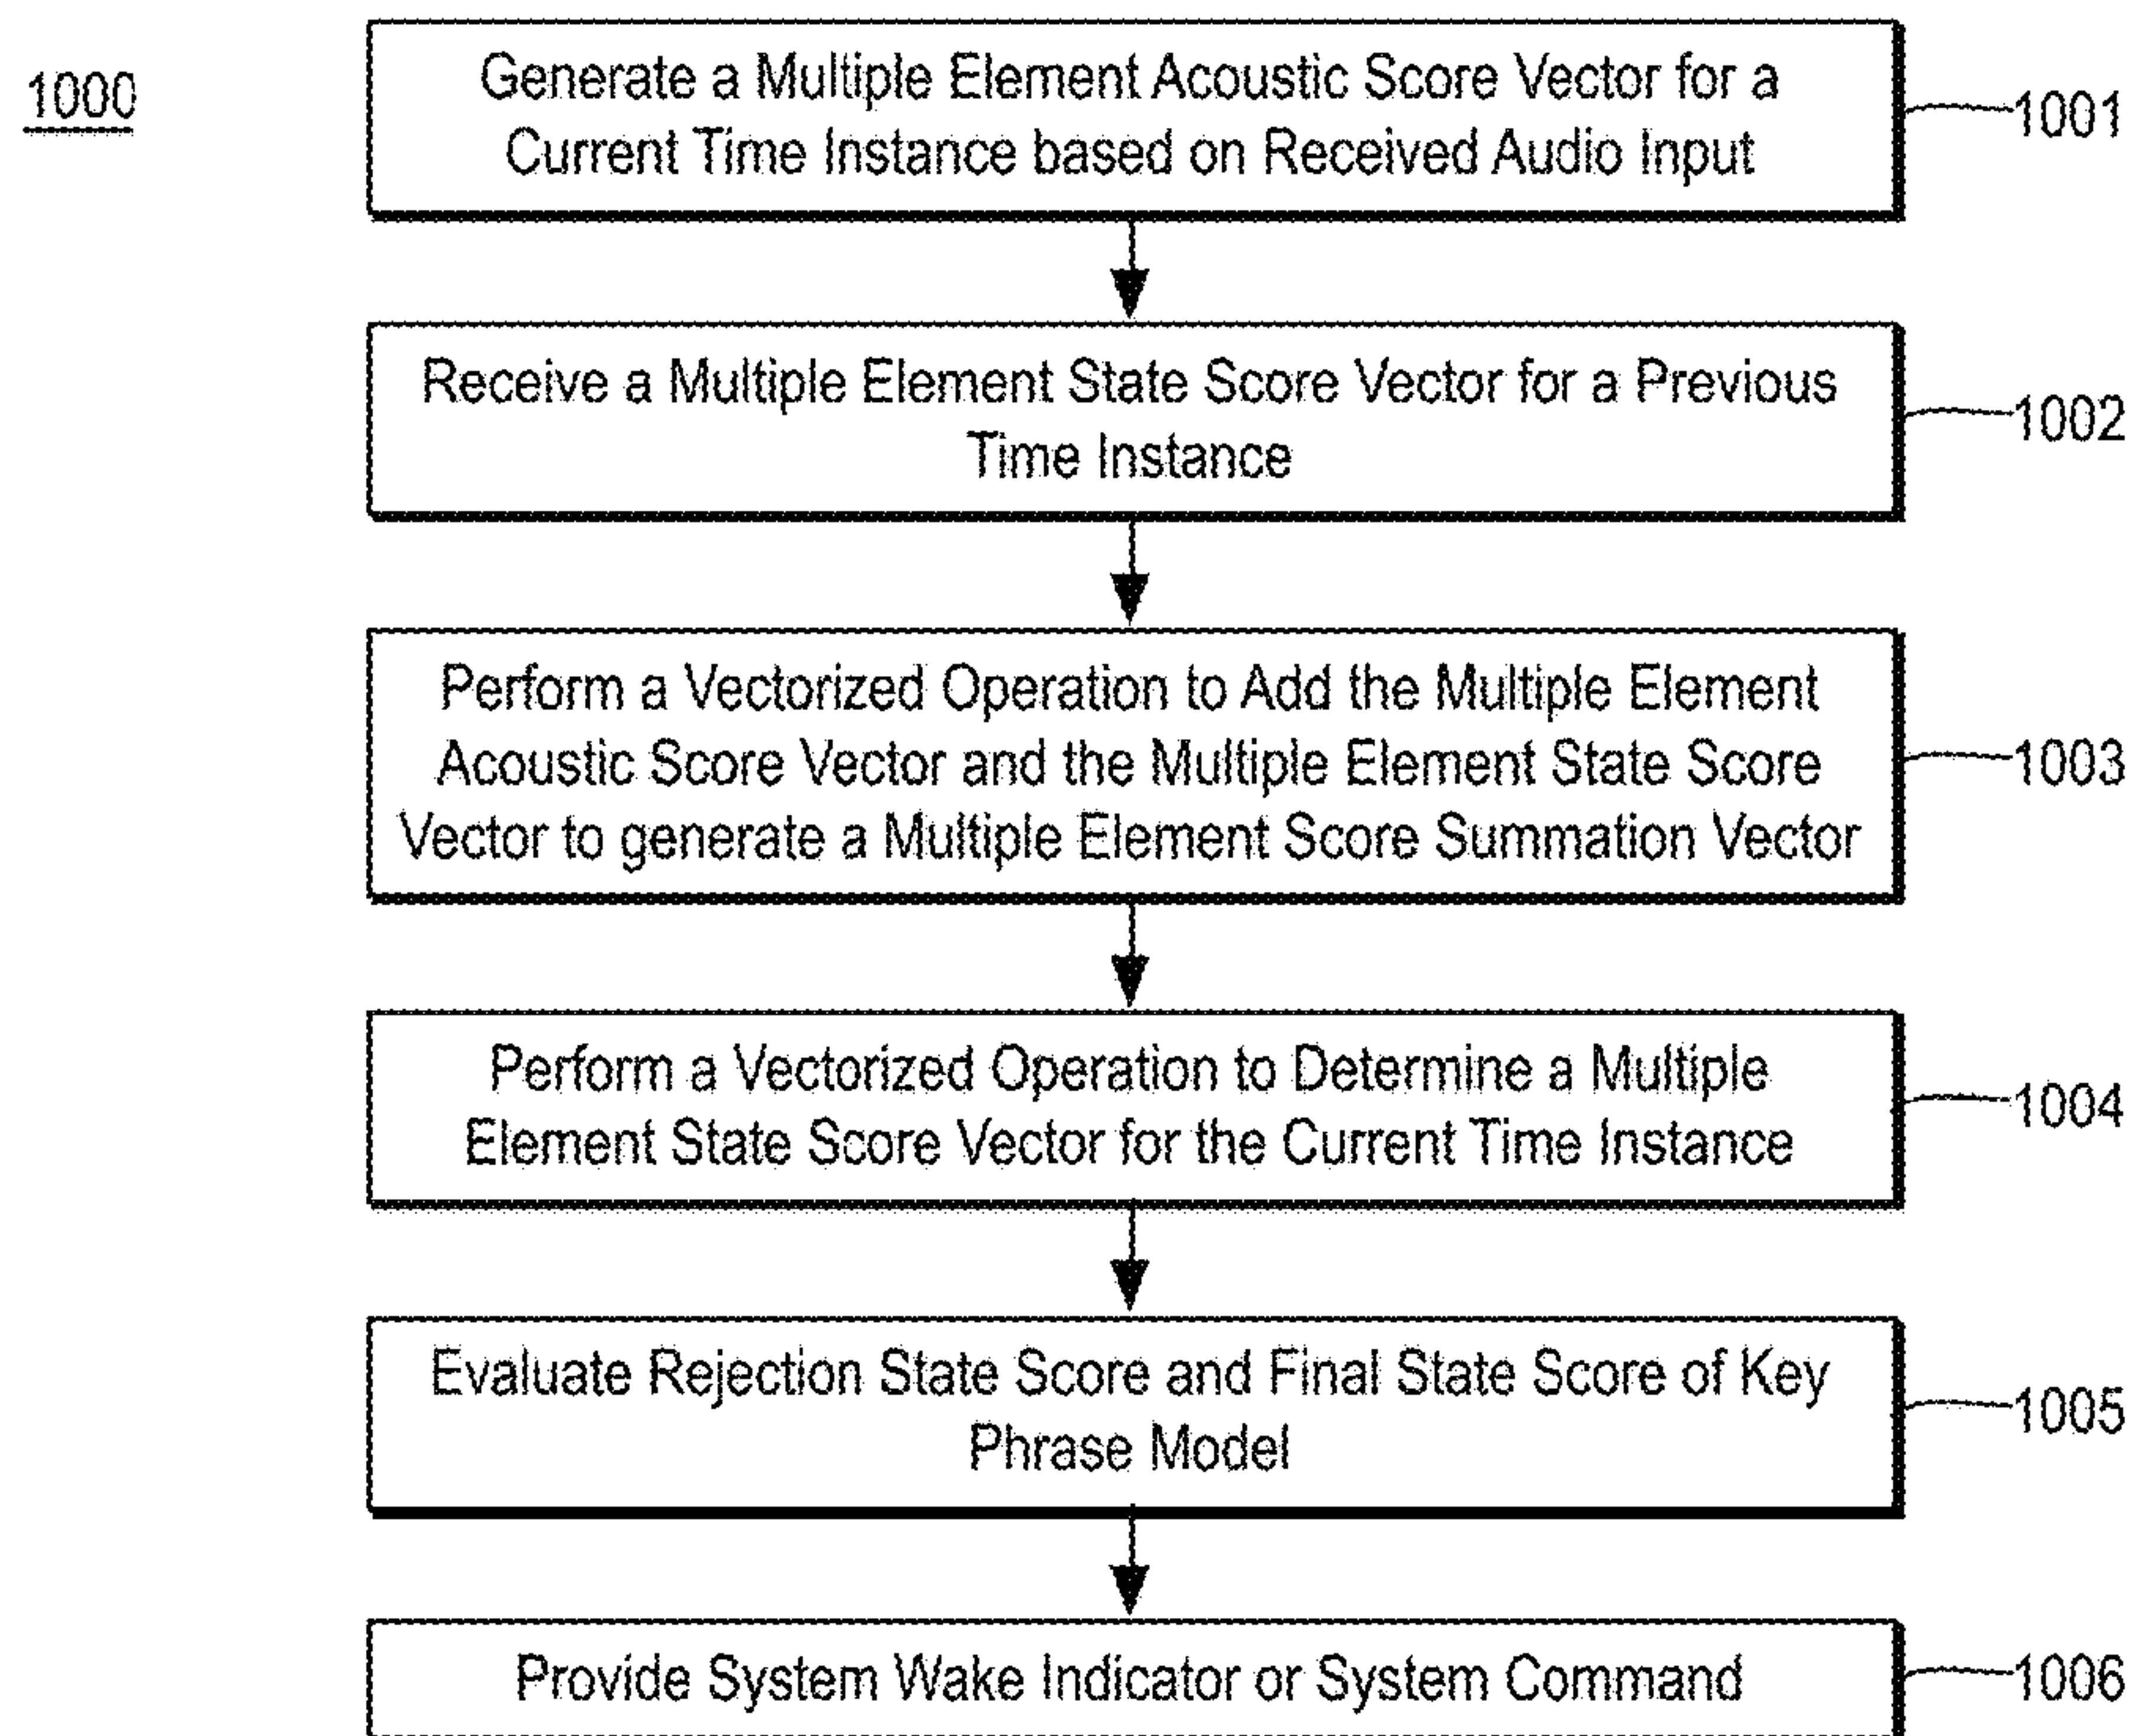 1000
Generate a Multiple Element Acoustic Score Vector for a
Current Time Instance based on Received Audio Input
1001
Receive a Multiple Element State Score Vector for a Previous
Time Instance
1002
Perform a Vectorized Operation to Add the Multiple Element
Acoustic Score Vector and the Multiple Element State Score
Vector to generate a Multiple Element Score Summation Vector
1003
Perform a Vectorized Operation to Determine a Multiple
Element State Score Vector for the Current Time Instance
1004
Evaluate Rejection State Score and Final State Score of Key
Phrase Model
1005
Provide System Wake Indicator or System Command
1006